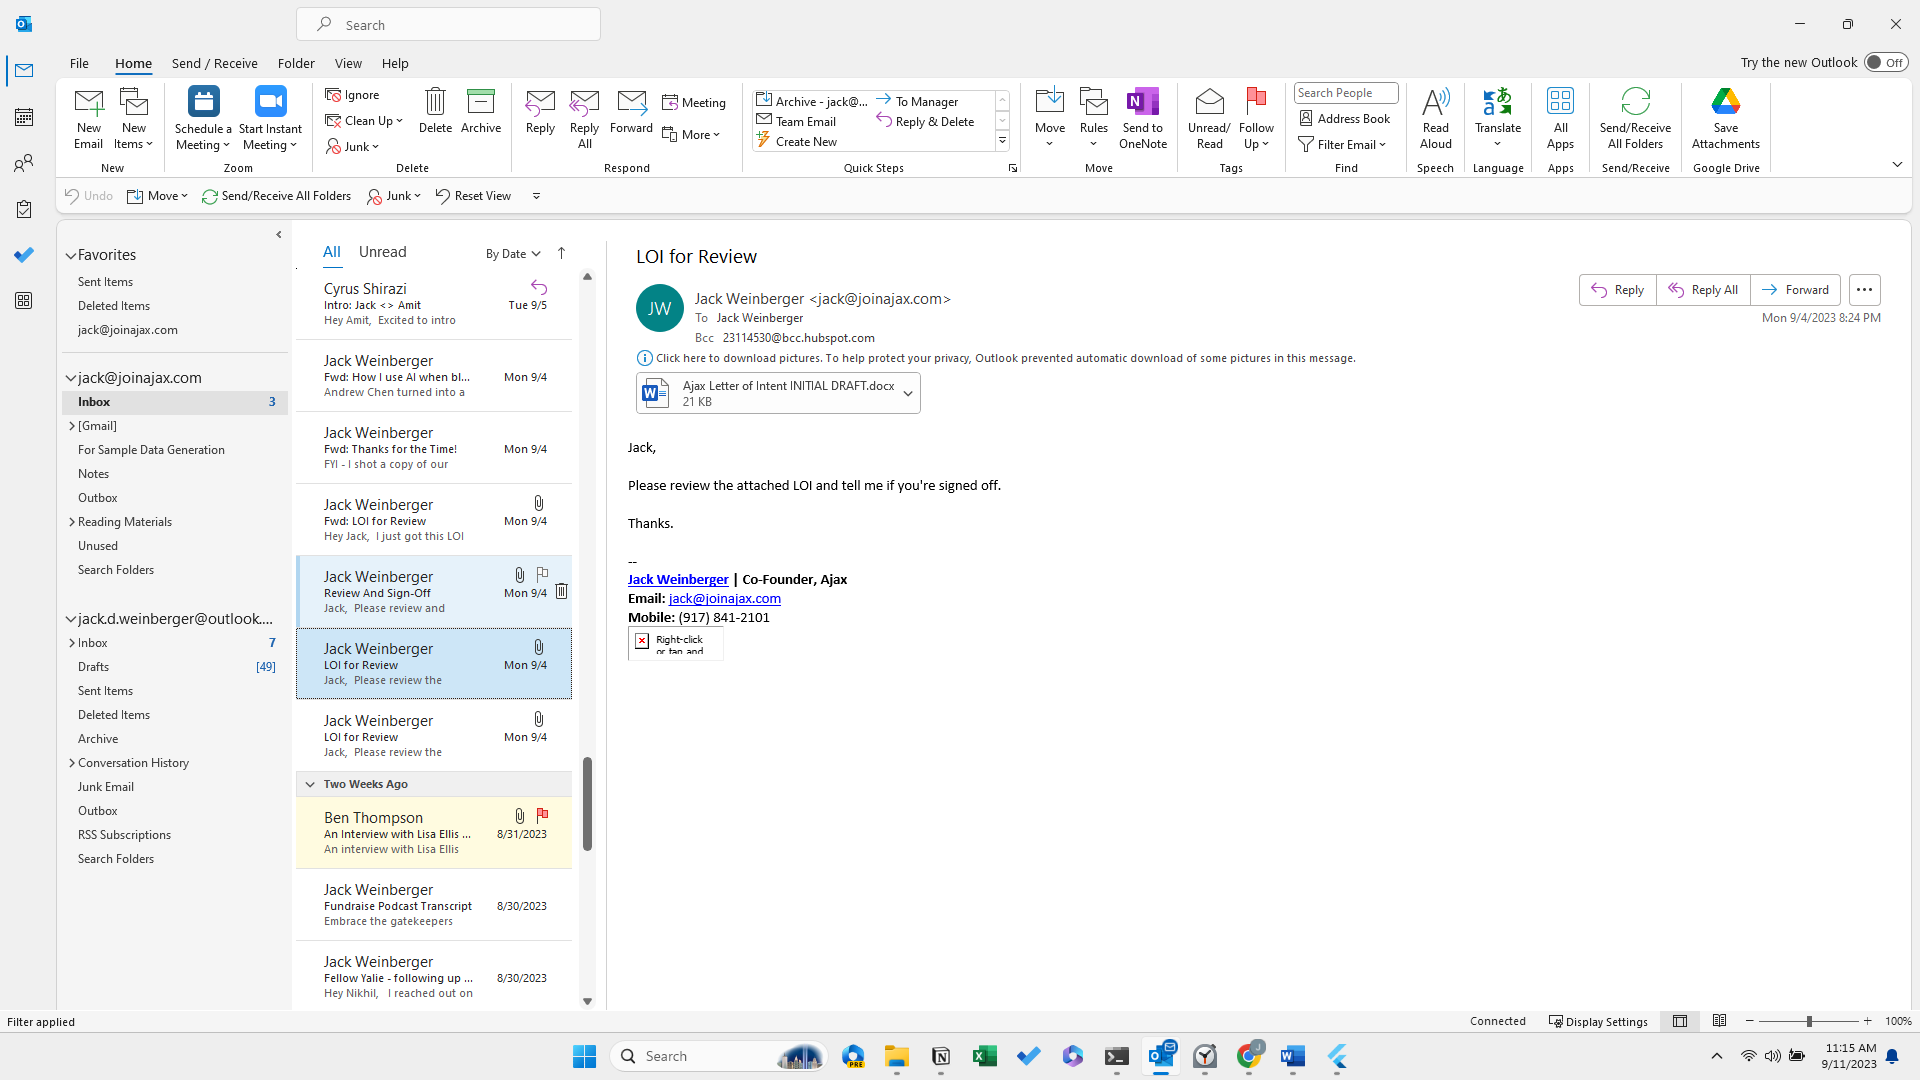 Search
File
Home
Send / Receive
Folder
View
Help
Try the new Outlook
Off
New
Email
New
Items
New
Schedule a
Meeting
Start Instant
Meeting
Zoom
Ignore
Clean Up
Junk
Delete
Archive
Delete
Reply
Reply
All
Forward
Meeting
More
Respond
Archive - jack@...
To Manager
Team Email
Reply & Delete
Create New
Quick Steps
Move
Rules
Send to
OneNote
Move
Unread/
Read
Follow
Up
Tags
Search People
Address Book
Filter Email
Find
Read
Aloud
Speech
Translate
Language
All
Apps
Apps
Send/Receive
All Folders
Send/Receive
Save
Attachments
Google Drive
Undo
Move
Send/Receive All Folders
Junk
Reset View
Favorites
Sent Items
Deleted Items
jack@joinajax.com
jack@joinajax.com
Inbox 3
[Gmail]
For Sample Data Generation
Notes
Outbox
Reading Materials
Unused
Search Folders
jack.d.weinberger@outlook....
Inbox 7
Drafts [49]
Sent Items
Deleted Items
Archive
Conversation History
Junk Email
Outbox
RSS Subscriptions
Search Folders
All
Unread
By Date
Cyrus Shirazi
Intro: Jack <> Amit Tue 9/5
Hey Amit, Excited to intro
Jack Weinberger
Fwd: How I use AI when bl... Mon 9/4
Andrew Chen turned into a
Jack Weinberger
Fwd: Thanks for the Time! Mon 9/4
FYI - I shot a copy of our
Jack Weinberger
Fwd: LOI for Review Mon 9/4
Hey Jack, I just got this LOI
Jack Weinberger
Review And Sign-Off Mon 9/4
Jack, Please review and
Jack Weinberger
LOI for Review Mon 9/4
Jack, Please review the
Jack Weinberger
LOI for Review Mon 9/4
Jack, Please review the
Two Weeks Ago
Ben Thompson
An Interview with Lisa Ellis ... 8/31/2023
An interview with Lisa Ellis
Jack Weinberger
Fundraise Podcast Transcript 8/30/2023
Embrace the gatekeepers
Jack Weinberger
Fellow Yalie - following up ... 8/30/2023
Hey Nikhil, I reached out on
LOI for Review
JW
Jack Weinberger <jack@joinajax.com>
To Jack Weinberger
Bcc 23114530@bcc.hubspot.com
Reply
Reply All
Forward
Mon 9/4/2023 8:24 PM
Click here to download pictures. To help protect your privacy, Outlook prevented automatic download of some pictures in this message.
Ajax Letter of Intent INITIAL DRAFT.docx
21 KB
Jack,
Please review the attached LOI and tell me if you're signed off.
Thanks.
--
Jack Weinberger | Co-Founder, Ajax
Email: jack@joinajax.com
Mobile: (917) 841-2101
Right-click
or tap and
Filter applied
Connected
Display Settings
100%
Search
PRE
J
11:15 AM
9/11/2023